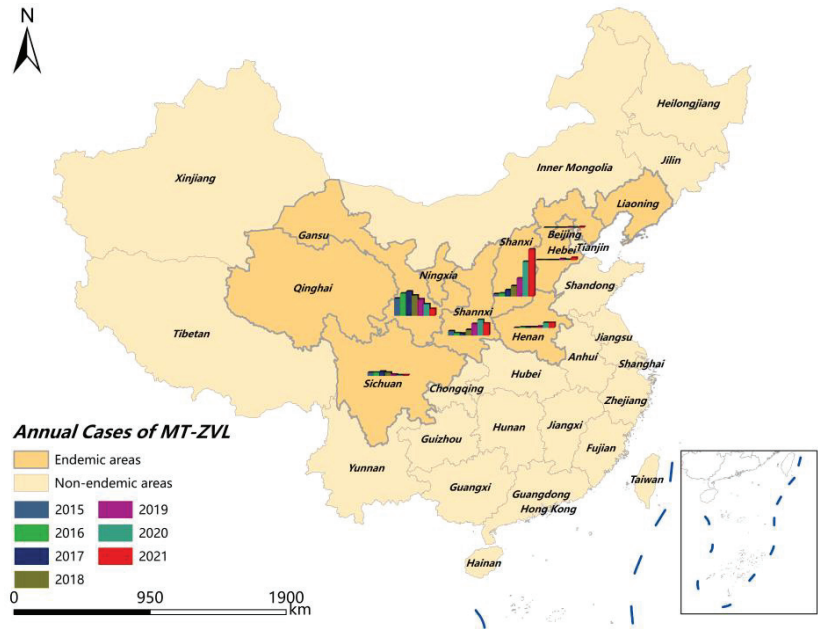 N
Heilongjiang
Jilin
Xinjiang
Inner Mongolia
Liaoning
Gansu
Shanxi
Beijing
Tianjin
Hebei
Ningxia
Qinghai
Shandong
Shannxi
Tibetan
Henan
Jiangsu
Anhui
Shanghai
Hubei
Sichuan
Chongqing
Zhejiang
Hunan
Jiangxi
Guizhou
Fujian
Yunnan
Taiwan
Guangxi
Guangdong
Hong Kong
Hainan
Annual Cases of MT-ZVL
Endemic areas
Non-endemic areas
2015 2019
2016 2020
2017 2021
2018
0 950 1900
km